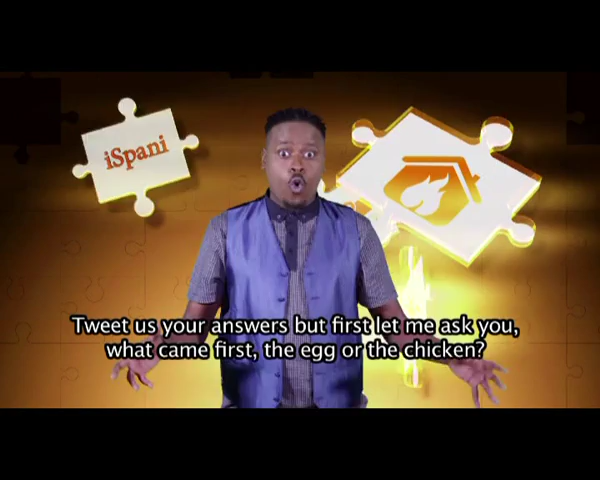 iSpani
Tweet us your answers but first let me ask you,
what came first, the egg or the chicken?